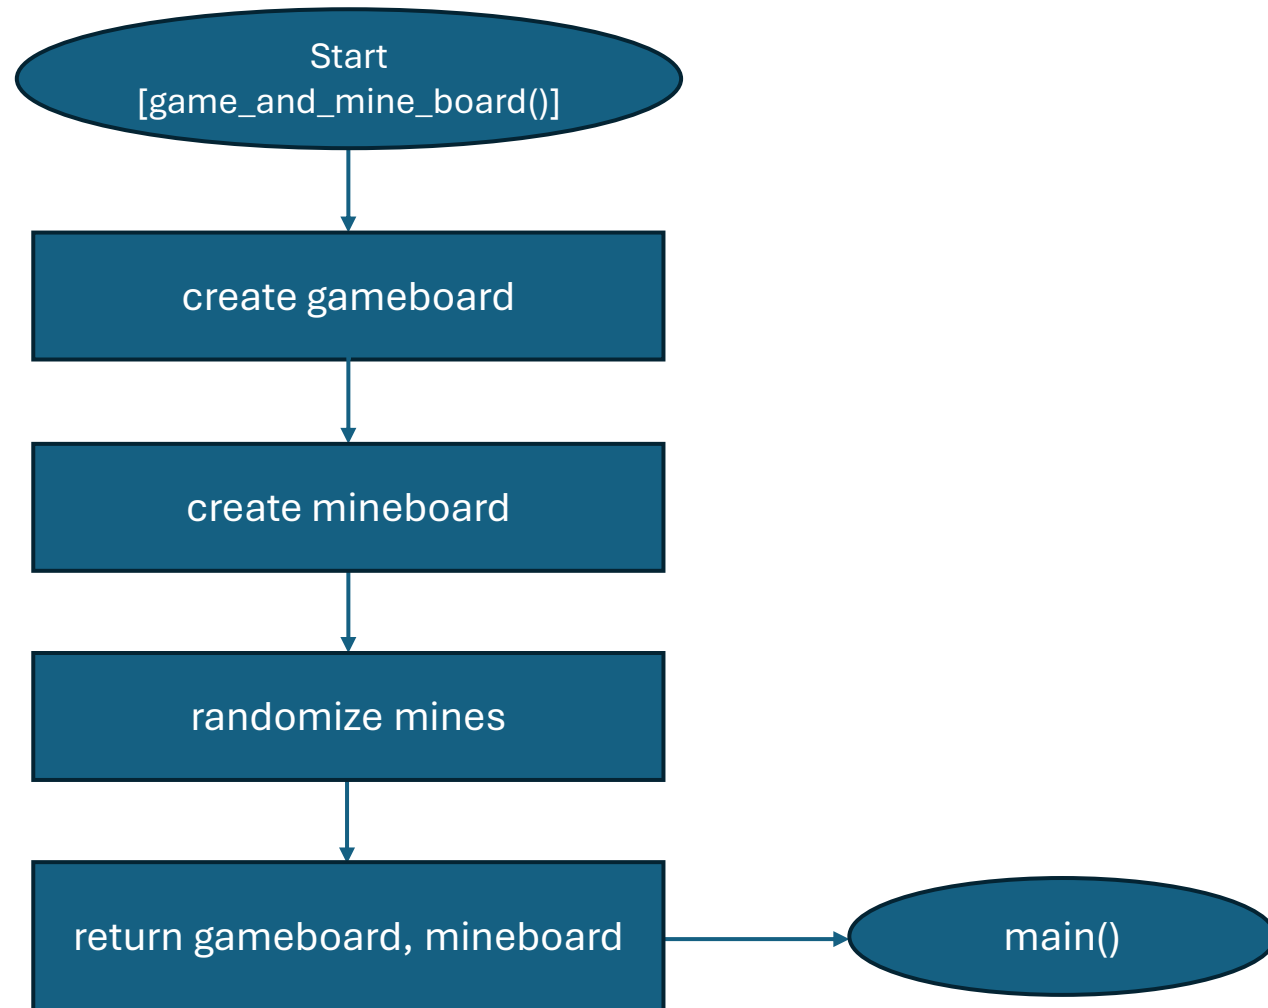 Start
[game_and_mine_board()]
create gameboard
create mineboard
randomize mines
return gameboard, mineboard
main()